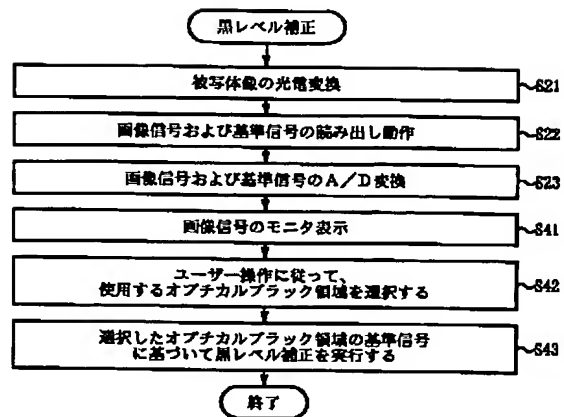 黒レベル補正
被写体像の光電変換
S21
画像信号および基準信号の読み出し動作
S22
画像信号および基準信号のA/D変換
S23
画像信号のモニタ表示
S41
ユーザー操作に従って、
使用するオプチカルブラック領域を選択する
S42
選択したオプチカルブラック領域の基準信号
に基づいて黒レベル補正を実行する
S43
終了